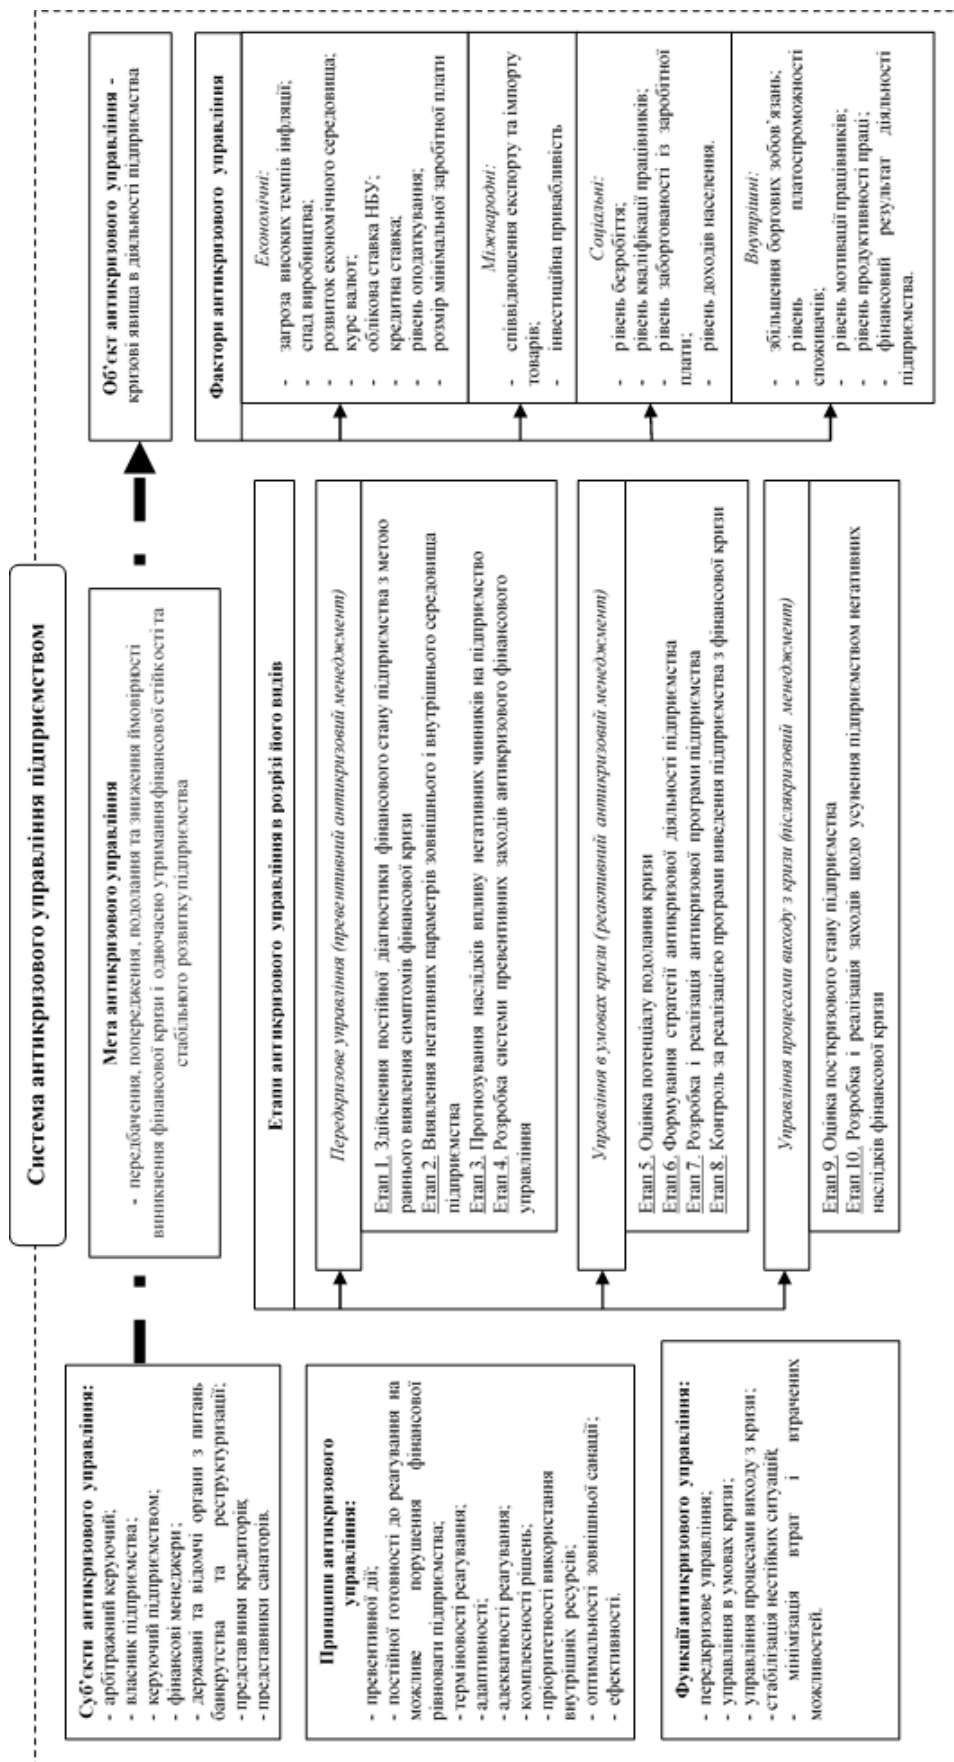 Система антикризового управління підприємством
Суб’єкти антикризового управління:
- арбітражний керуючий;
- власник підприємства;
- керуючий підприємством;
- фінансові менеджери;
- державні та відомчі органи з питань
банкрутства та реструктуризації;
- представники кредиторів;
- представники санаторів.
Мета антикризового управління
- передбачення, попередження, подолання та зниження ймовірності
виникнення фінансової кризи і одночасно утримання фінансової стійкості та
стабільного розвитку підприємства
Об’єкт антикризового управління -
кризові явища в діяльності підприємства
Принципи антикризового
управління:
- превентивної дії;
- постійної готовності до реагування на
можливе порушення фінансової
рівноваги підприємства;
- терміновості реагування;
- адаптивності;
- адекватності реагування;
- комплексності рішень;
- пріоритетності використання
внутрішніх ресурсів;
- оптимальності зовнішньої санації;
- ефективності.
Функції антикризового управління:
- передкризове управління;
- управління в умовах кризи;
- управління процесами виходу з кризи;
- стабілізація нестійких ситуацій;
- мінімізація втрат і втрачених
можливостей.
Етапи антикризового управління в розрізі його видів
Передкризове управління (превентивний антикризовий менеджмент)
Етап 1. Здійснення постійної діагностики фінансового стану підприємства з метою
раннього виявлення симптомів фінансової кризи
Етап 2. Виявлення негативних параметрів зовнішнього і внутрішнього середовища
підприємства
Етап 3. Прогнозування наслідків впливу негативних чинників на підприємство
Етап 4. Розробка системи превентивних заходів антикризового фінансового
управління
Управління в умовах кризи (реактивний антикризовий менеджмент)
Етап 5. Оцінка потенціалу подолання кризи
Етап 6. Формування стратегії антикризової діяльності підприємства
Етап 7. Розробка і реалізація антикризової програми підприємства
Етап 8. Контроль за реалізацією програми виведення підприємства з фінансової кризи
Управління процесами виходу з кризи (післякризовий менеджмент)
Етап 9. Оцінка посткризового стану підприємства
Етап 10. Розробка і реалізація заходів щодо усунення підприємством негативних
наслідків фінансової кризи
Фактори антикризового управління
Економічні:
- загроза високих темпів інфляції;
- спад виробництва;
- розвиток економічного середовища;
- курс валют;
- облікова ставка НБУ;
- кредитна ставка;
- рівень оподаткування;
- розмір мінімальної заробітної плати
Міжнародні:
- співвідношення експорту та імпорту
товарів;
- інвестиційна привабливість
Соціальні:
- рівень безробіття;
- рівень кваліфікації працівників;
- рівень заборгованості із заробітної
плати;
- рівень доходів населення.
Внутрішні:
- збільшення боргових зобов’язань;
- рівень платоспроможності
споживачів;
- рівень мотивації працівників;
- рівень продуктивності праці;
- фінансовий результат діяльності
підприємства.